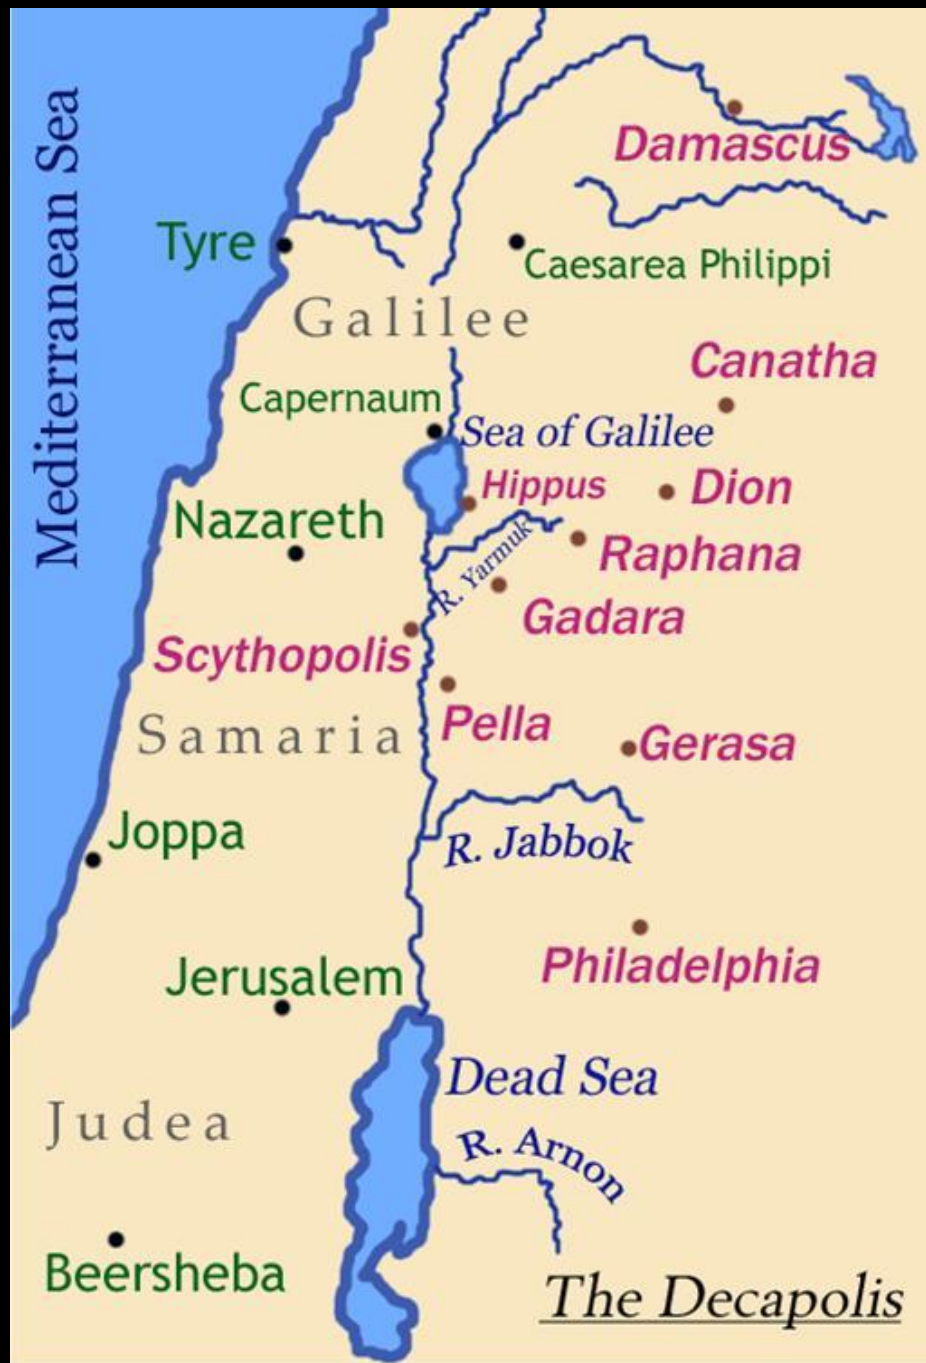 Mediterranean Sea
Damascus
Tyre
Caesarea Philippi
Galilee
Canatha
Capernaum
Sea of Galilee
Hippus
Dion
Nazareth
R. Yarmuk
Raphana
Gadara
Scythopolis
Pella
Samaria
Gerasa
Joppa
R. Jabbok
Philadelphia
Jerusalem
Dead Sea
Judea
R. Arnon
Beersheba
The Decapolis